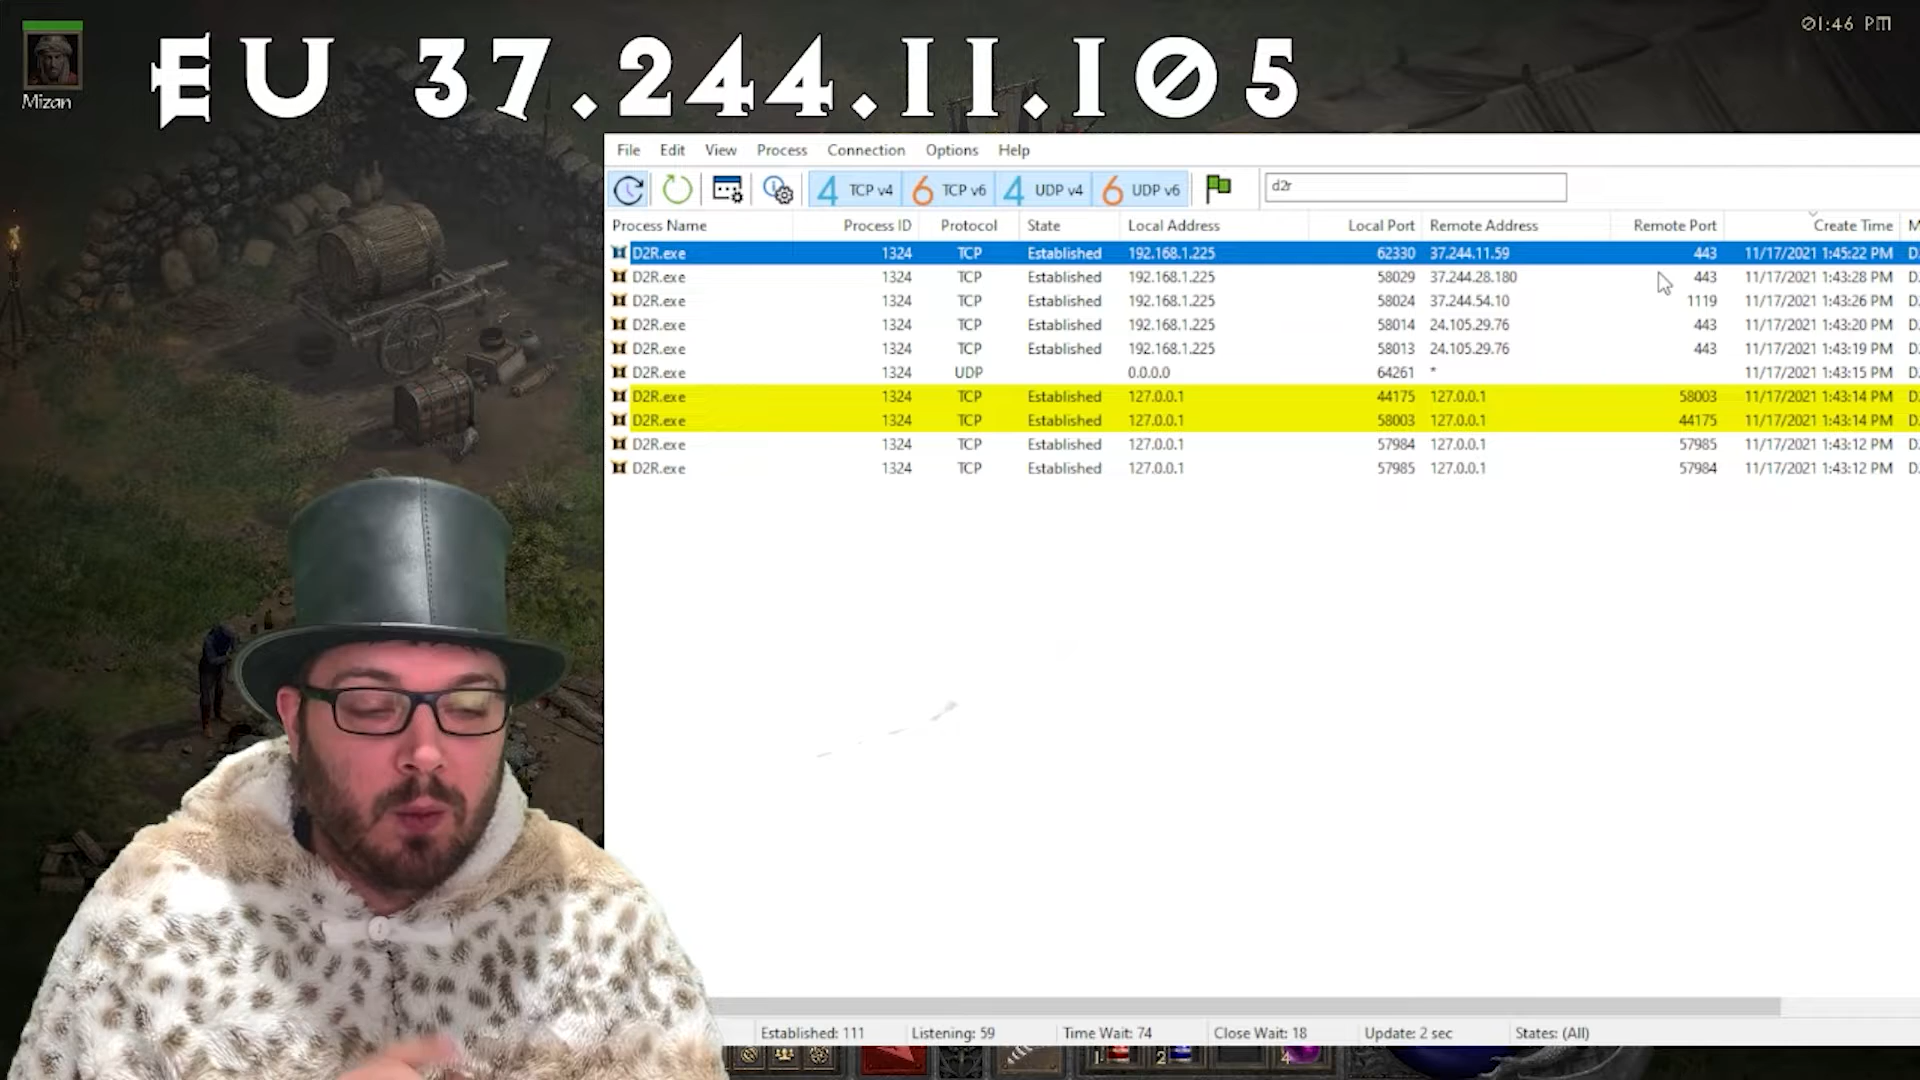 01:46 PM
Mizan
EU 37.244.11.105
File Edit View Process Connection Options Help
4 TCP v4 6 TCP v6 4 UDP v4 6 UDP v6 d2r
Process Name Process ID Protocol State Local Address Local Port Remote Address Remote Port Create Time M
D2R.exe 1324 TCP Established 192.168.1.225 62330 37.244.11.59 443 11/17/2021 1:45:22 PM D
D2R.exe 1324 TCP Established 192.168.1.225 58029 37.244.28.180 443 11/17/2021 1:43:28 PM D
D2R.exe 1324 TCP Established 192.168.1.225 58024 37.244.54.10 1119 11/17/2021 1:43:26 PM D
D2R.exe 1324 TCP Established 192.168.1.225 58014 24.105.29.76 443 11/17/2021 1:43:20 PM D
D2R.exe 1324 TCP Established 192.168.1.225 58013 24.105.29.76 443 11/17/2021 1:43:19 PM D
D2R.exe 1324 UDP 0.0.0.0 64261 * 11/17/2021 1:43:15 PM D
D2R.exe 1324 TCP Established 127.0.0.1 44175 127.0.0.1 58003 11/17/2021 1:43:14 PM D
D2R.exe 1324 TCP Established 127.0.0.1 58003 127.0.0.1 44175 11/17/2021 1:43:14 PM D
D2R.exe 1324 TCP Established 127.0.0.1 57984 127.0.0.1 57985 11/17/2021 1:43:12 PM D
D2R.exe 1324 TCP Established 127.0.0.1 57985 127.0.0.1 57984 11/17/2021 1:43:12 PM D
Established: 111 Listening: 59 Time Wait: 74 Close Wait: 18 Update: 2 sec States: (All)
1 2 4